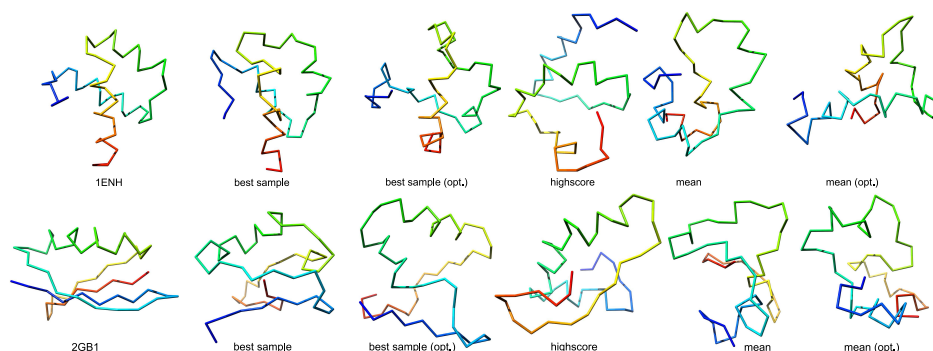 1ENH
best sample
best sample (opt.)
highscore
mean
mean (opt.)
2GB1
best sample
best sample (opt.)
highscore
mean
mean (opt.)